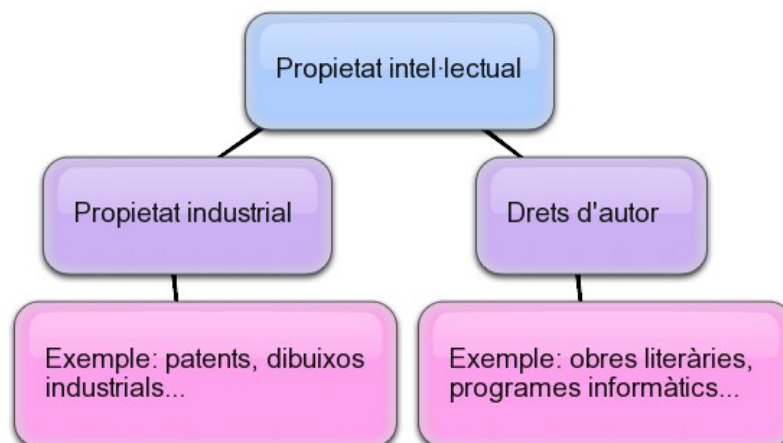 Propietat intel·lectual
Propietat industrial
Drets d'autor
Exemple: patents, dibuixos
industrials...
Exemple: obres literàries,
programes informàtics...